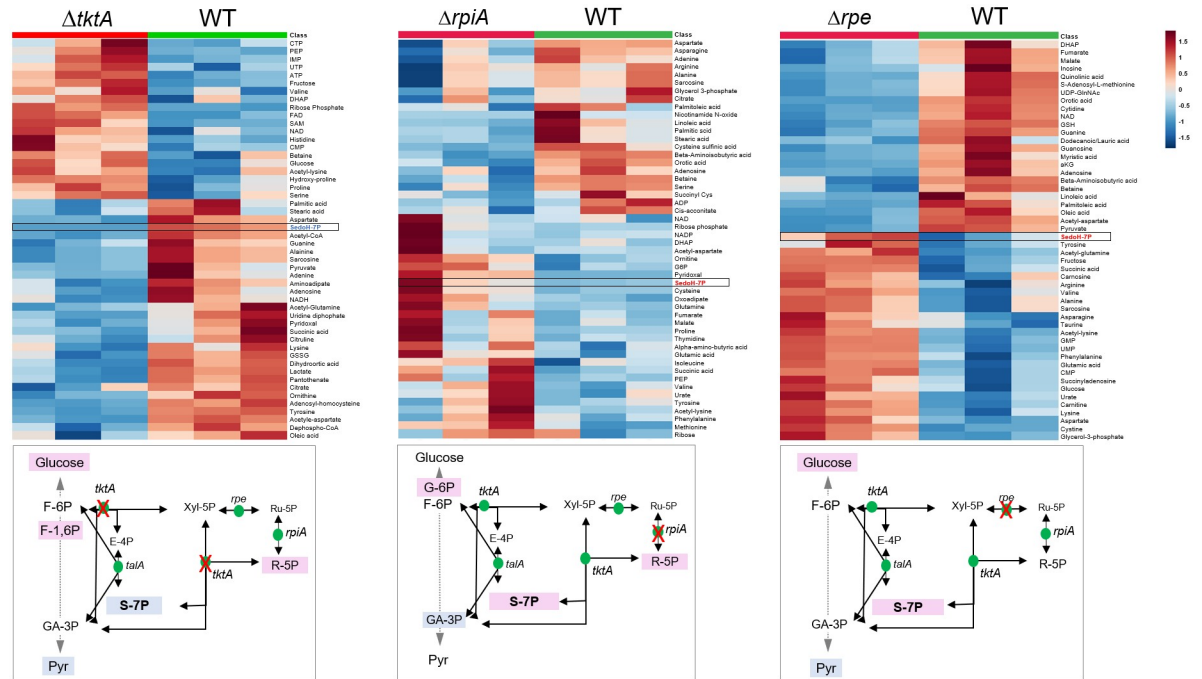 ΔtktA
WT
Class
CTP
PEP
IMP
UTP
ATP
Fructose
Valine
DHAP
Ribose Phosphate
FAD
SAM
NAD
Histidine
CMP
Betaine
Glucose
Acetyl-lysine
Hydroxy-proline
Proline
Serine
Palmitic acid
Stearic acid
Aspartate
SedoH-7P
Acetyl-CoA
Guanine
Alainine
Sarcosine
Pyruvate
Adenine
Aminoadipate
Adenosine
NADH
Acetyl-Glutamine
Uridine diphophate
Pyridoxal
Succinic acid
Citruline
Lysine
GSSG
Dihydroortic acid
Lactate
Pantothenate
Citrate
Ornithine
Adenosyl-homocysteine
Tyrosine
Acetyle-aspartate
Dephospho-CoA
Oleic acid
ΔrpiA
WT
Class
Aspartate
Asparagine
Adenine
Arginine
Alanine
Sarcosine
Glycerol 3-phosphate
Citrate
Palmitoleic acid
Nicotinamide N-oxide
Linoleic acid
Palmitic acid
Stearic acid
Cysteine sulfinic acid
Beta-Aminoisobutyric acid
Orotic acid
Adenosine
Betaine
Serine
Succinyl Cys
ADP
Cis-acconitate
NAD
Ribose phosphate
NADP
DHAP
Acetyl-aspartate
Ornitine
G6P
Pyridoxal
SedoH-7P
Cysteine
Oxoadipate
Glutamine
Fumarate
Malate
Proline
Thymidine
Alpha-amino-butyric acid
Glutamic acid
Isoleucine
Succinic acid
PEP
Valine
Urate
Tyrosine
Acetyl-lysine
Phenylalanine
Methionine
Ribose
Δrpe
WT
Class
DHAP
Fumarate
Malate
Inosine
Quinolinic acid
S-Adenosyl-L-methionine
UDP-GlnNAc
Orotic acid
Cytidine
NAD
GSH
Guanine
Dodecanoic/Lauric acid
Guanosine
Myristic acid
aKG
Adenosine
Beta-Aminoisobutyric acid
Betaine
Linoleic acid
Palmitoleic acid
Oleic acid
Acetyl-aspartate
Pyruvate
SedoH-7P
Tyrosine
Acetyl-glutamine
Fructose
Succinic acid
Carnosine
Arginine
Valine
Alanine
Sarcosine
Asparagine
Taurine
Acetyl-lysine
GMP
UMP
Phenylalanine
Glutamic acid
CMP
Succinyladenosine
Glucose
Urate
Carnitine
Lysine
Aspartate
Cystine
Glycerol-3-phosphate
1.5
1
0.5
0
-0.5
-1
-1.5
Glucose
tktA
F-6P
Xyl-5P
rpe
Ru-5P
F-1,6P
E-4P
rpiA
talA
tktA
R-5P
S-7P
GA-3P
Pyr
Glucose
G-6P
tktA
F-6P
Xyl-5P
rpe
Ru-5P
E-4P
rpiA
talA
tktA
R-5P
S-7P
GA-3P
Pyr
Glucose
tktA
F-6P
Xyl-5P
rpe
Ru-5P
E-4P
rpiA
talA
tktA
R-5P
S-7P
GA-3P
Pyr